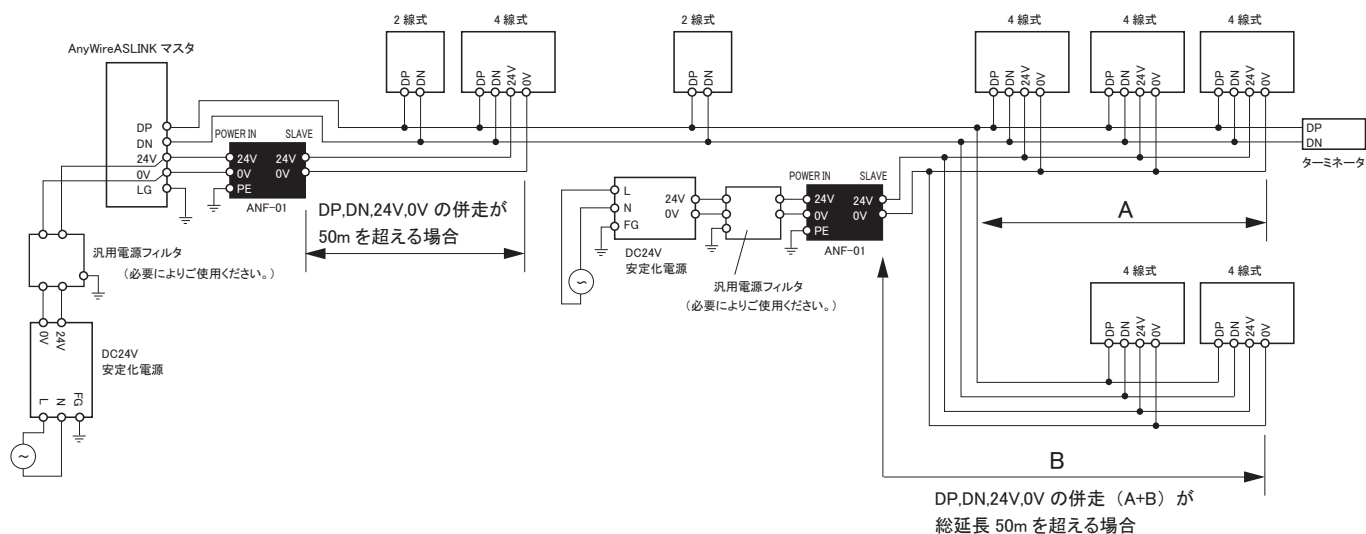 2 線式
4 線式
2 線式
4 線式
4 線式
4 線式
AnyWireASLINK マスタ
DP
DN
DP
DN
24V
0V
DP
DN
DP
DN
24V
0V
DP
DN
24V
0V
DP
DN
24V
0V
DP
DN
24V
0V
LG
POWER IN
SLAVE
24V
0V
PE
24V
0V
ANF-01
DP
DN
ターミネータ
DP,DN,24V,0V の併走が
50m を超える場合
L
N
FG
24V
0V
DC24V
安定化電源
POWER IN
SLAVE
24V
0V
PE
24V
0V
ANF-01
汎用電源フィルタ
(必要によりご使用ください。)
A
汎用電源フィルタ
(必要によりご使用ください。)
0V
24V
DC24V
安定化電源
L
N
FG
~
~
4 線式
4 線式
DP
DN
24V
0V
DP
DN
24V
0V
B
DP,DN,24V,0V の併走（A+B）が
総延長 50m を超える場合